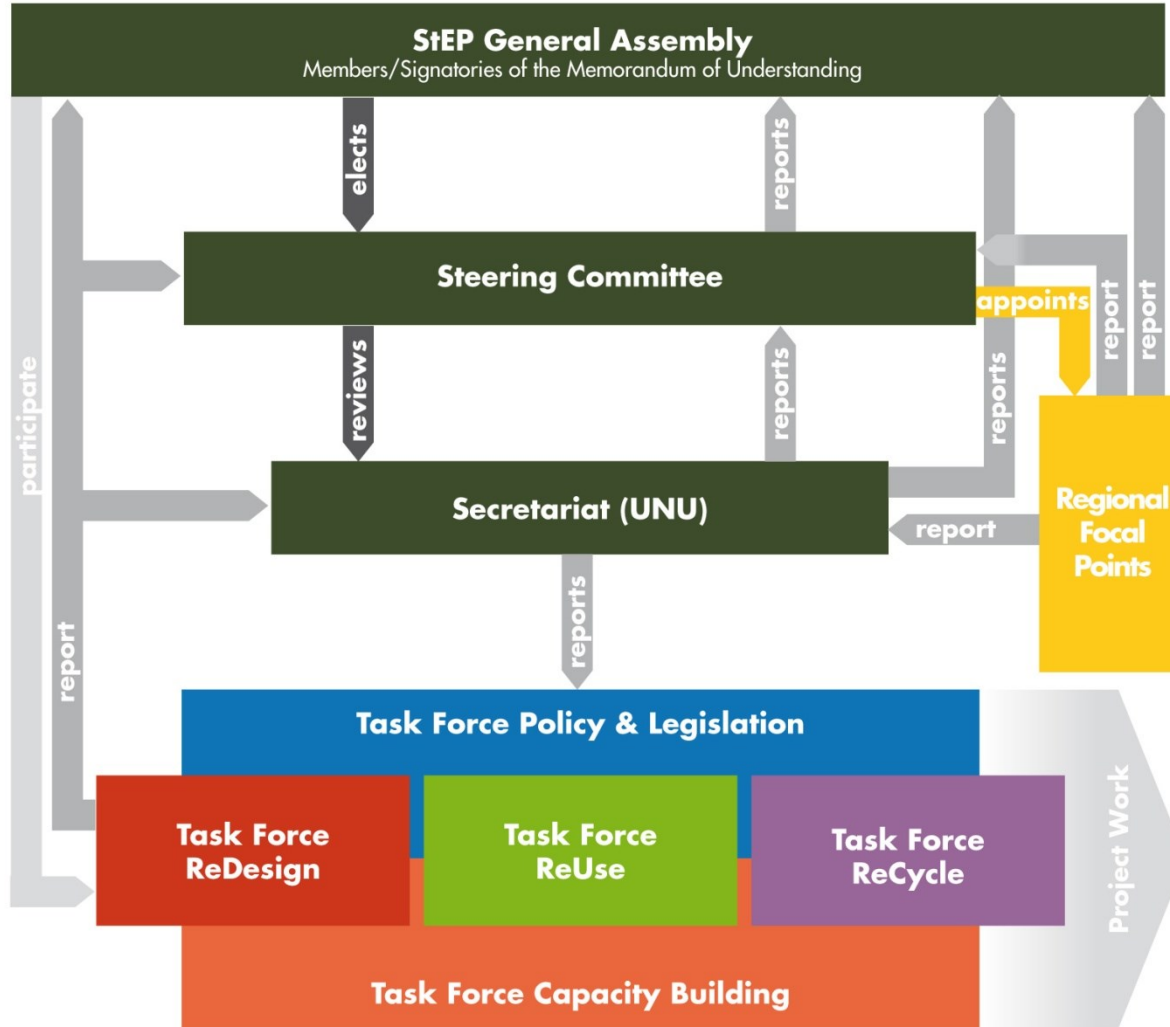 StEP General Assembly
Members/Signatories of the Memorandum of Understanding
elects
reports
Steering Committee
appoints
report
report
participate
reviews
reports
reports
Secretariat (UNU)
report
Regional
Focal
Points
report
reports
Task Force Policy & Legislation
Task Force
ReDesign
Task Force
ReUse
Task Force
ReCycle
Project Work
Task Force Capacity Building